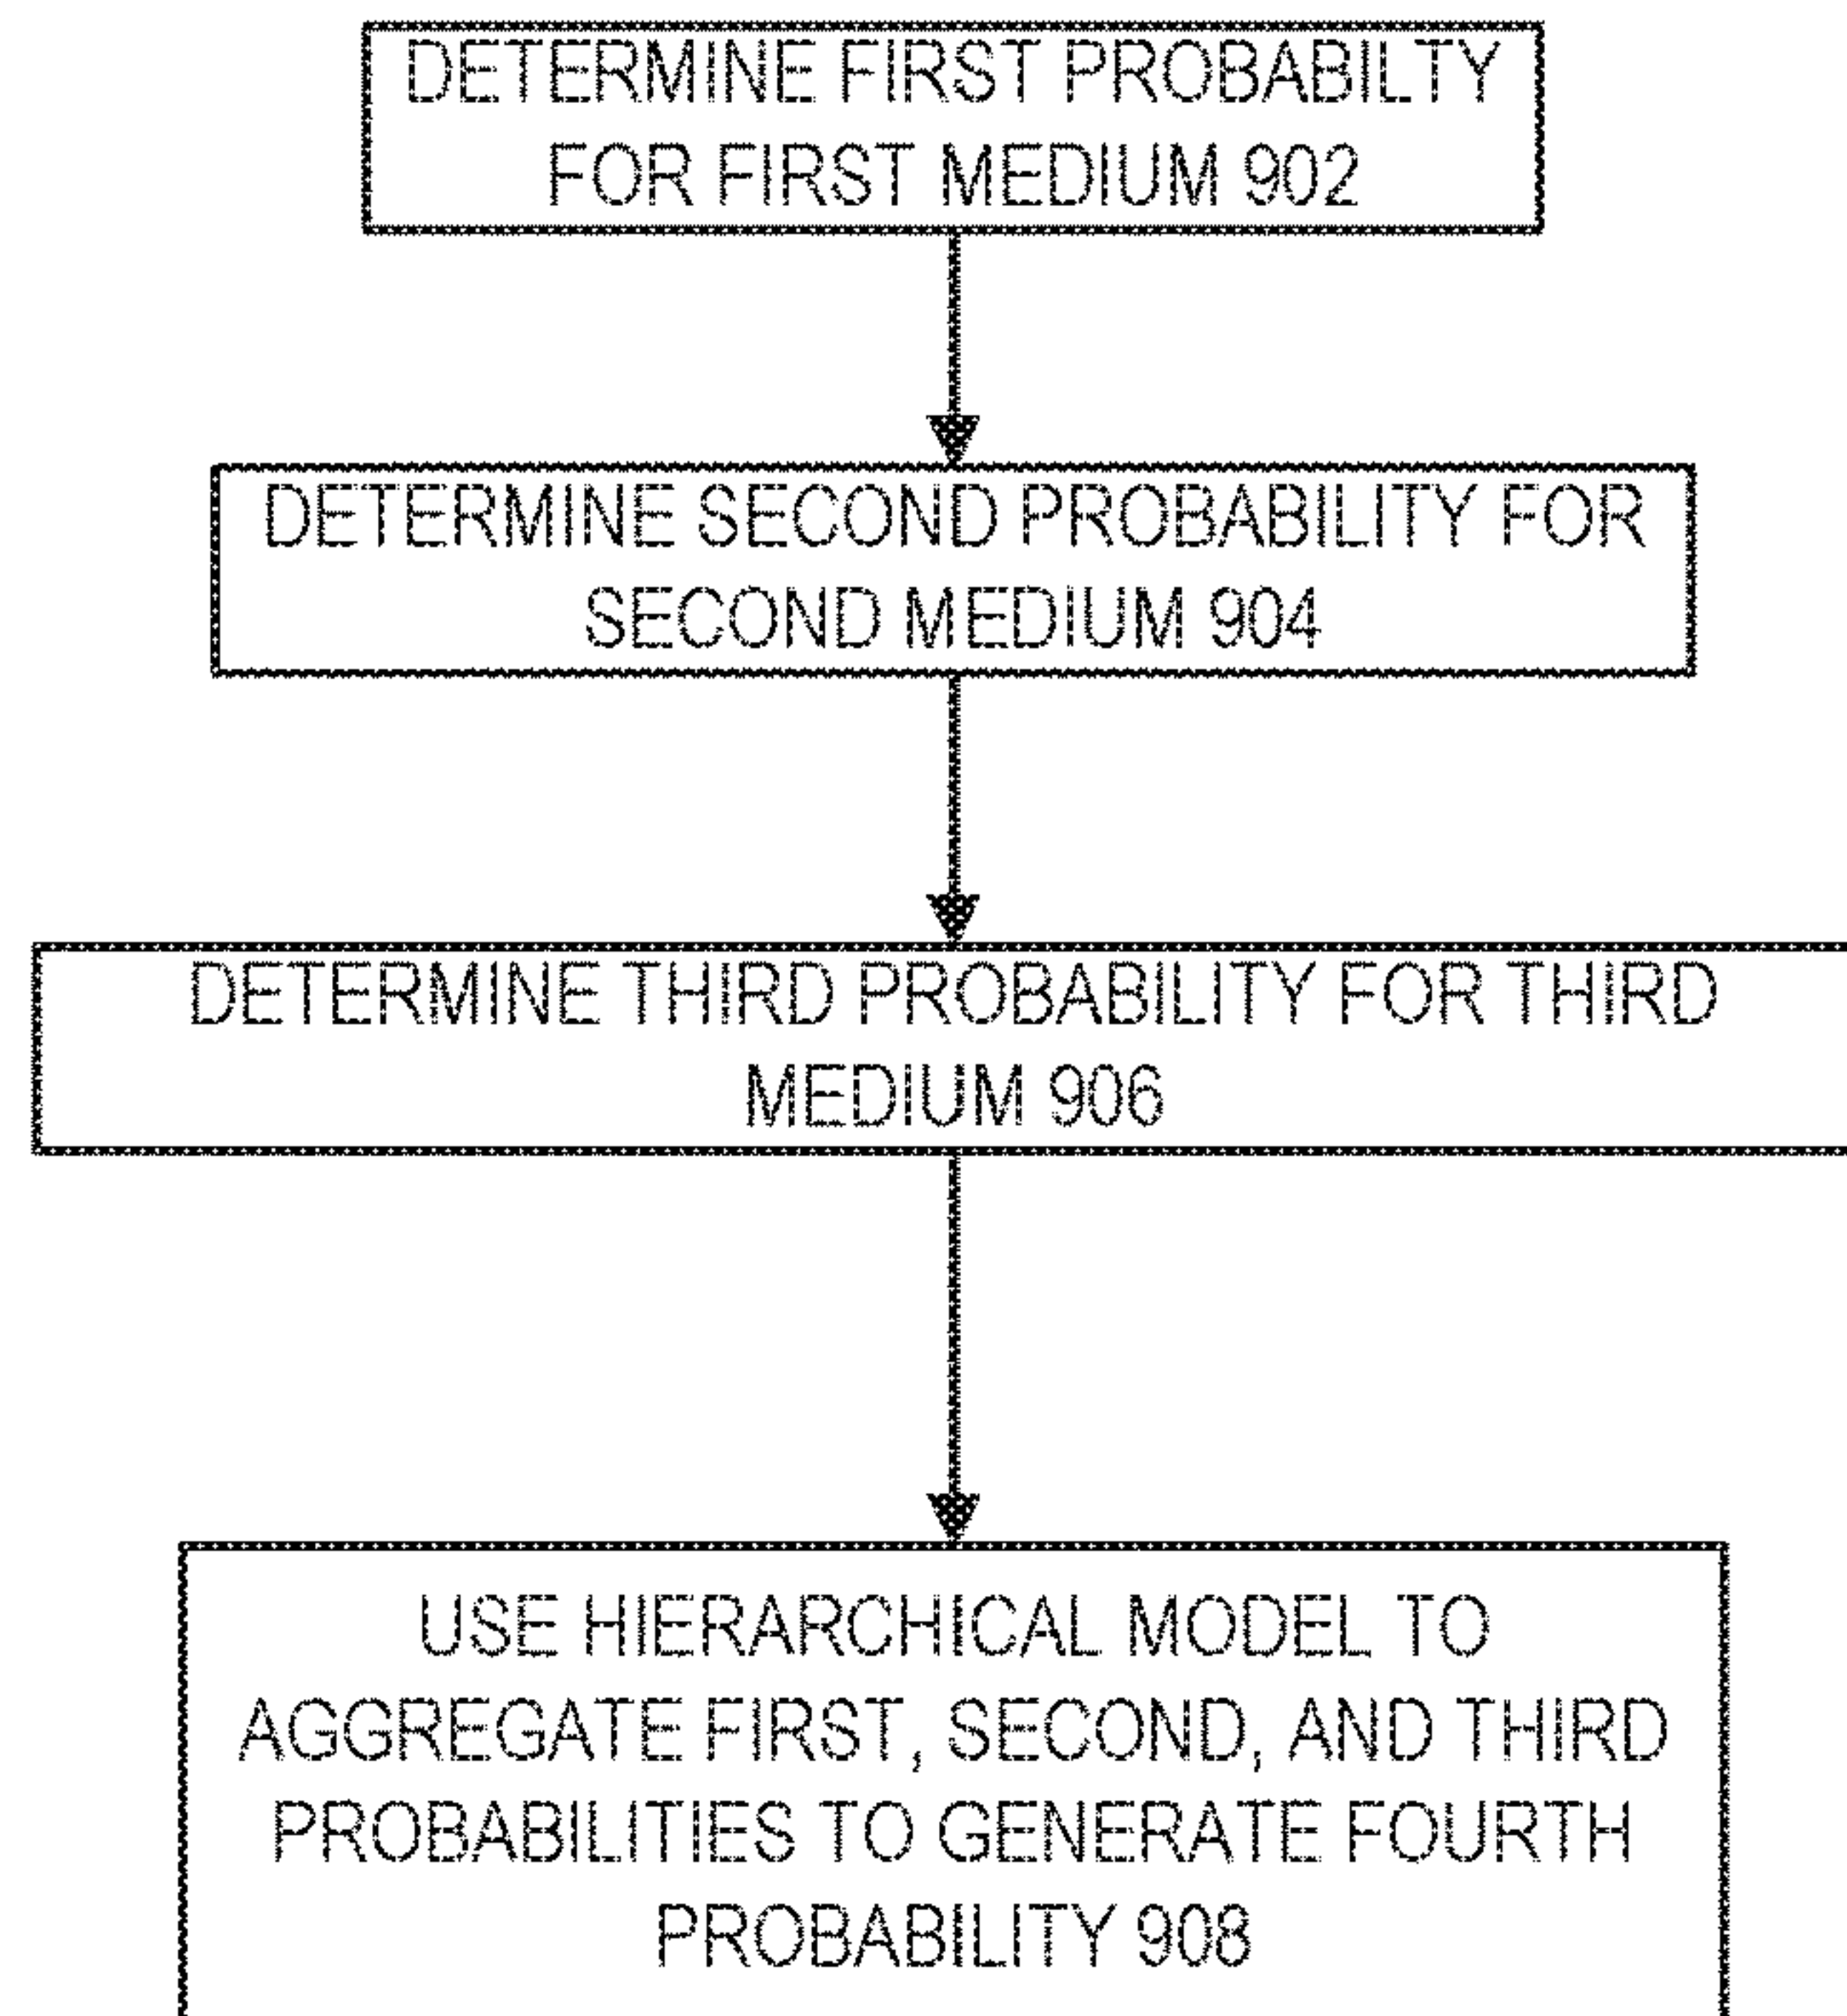 DETERMINE FIRST PROBABILTY
FOR FIRST MEDIUM 902
DETERMINE SECOND PROBABILITY FOR
SECOND MEDIUM 904
DETERMINE THIRD PROBABILITY FOR THIRD
MEDIUM 906
USE HIERARCHICAL MODEL TO
AGGREGATE FIRST, SECOND, AND THIRD
PROBABILITIES TO GENERATE FOURTH
PROBABILITY 908